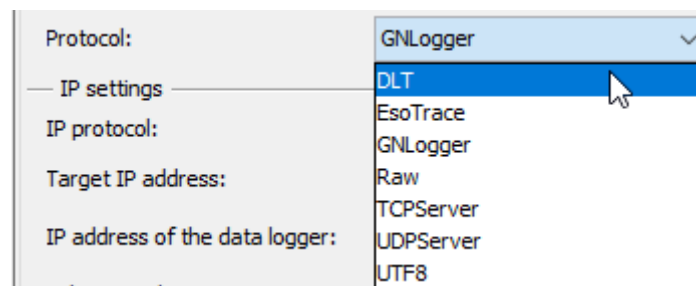 Protocol:
GNLogger
DLT
IP settings
EsoTrace
IP protocol:
GNLogger
Target IP address:
Raw
TCPServer
IP address of the data logger:
UDPServer
UTF8